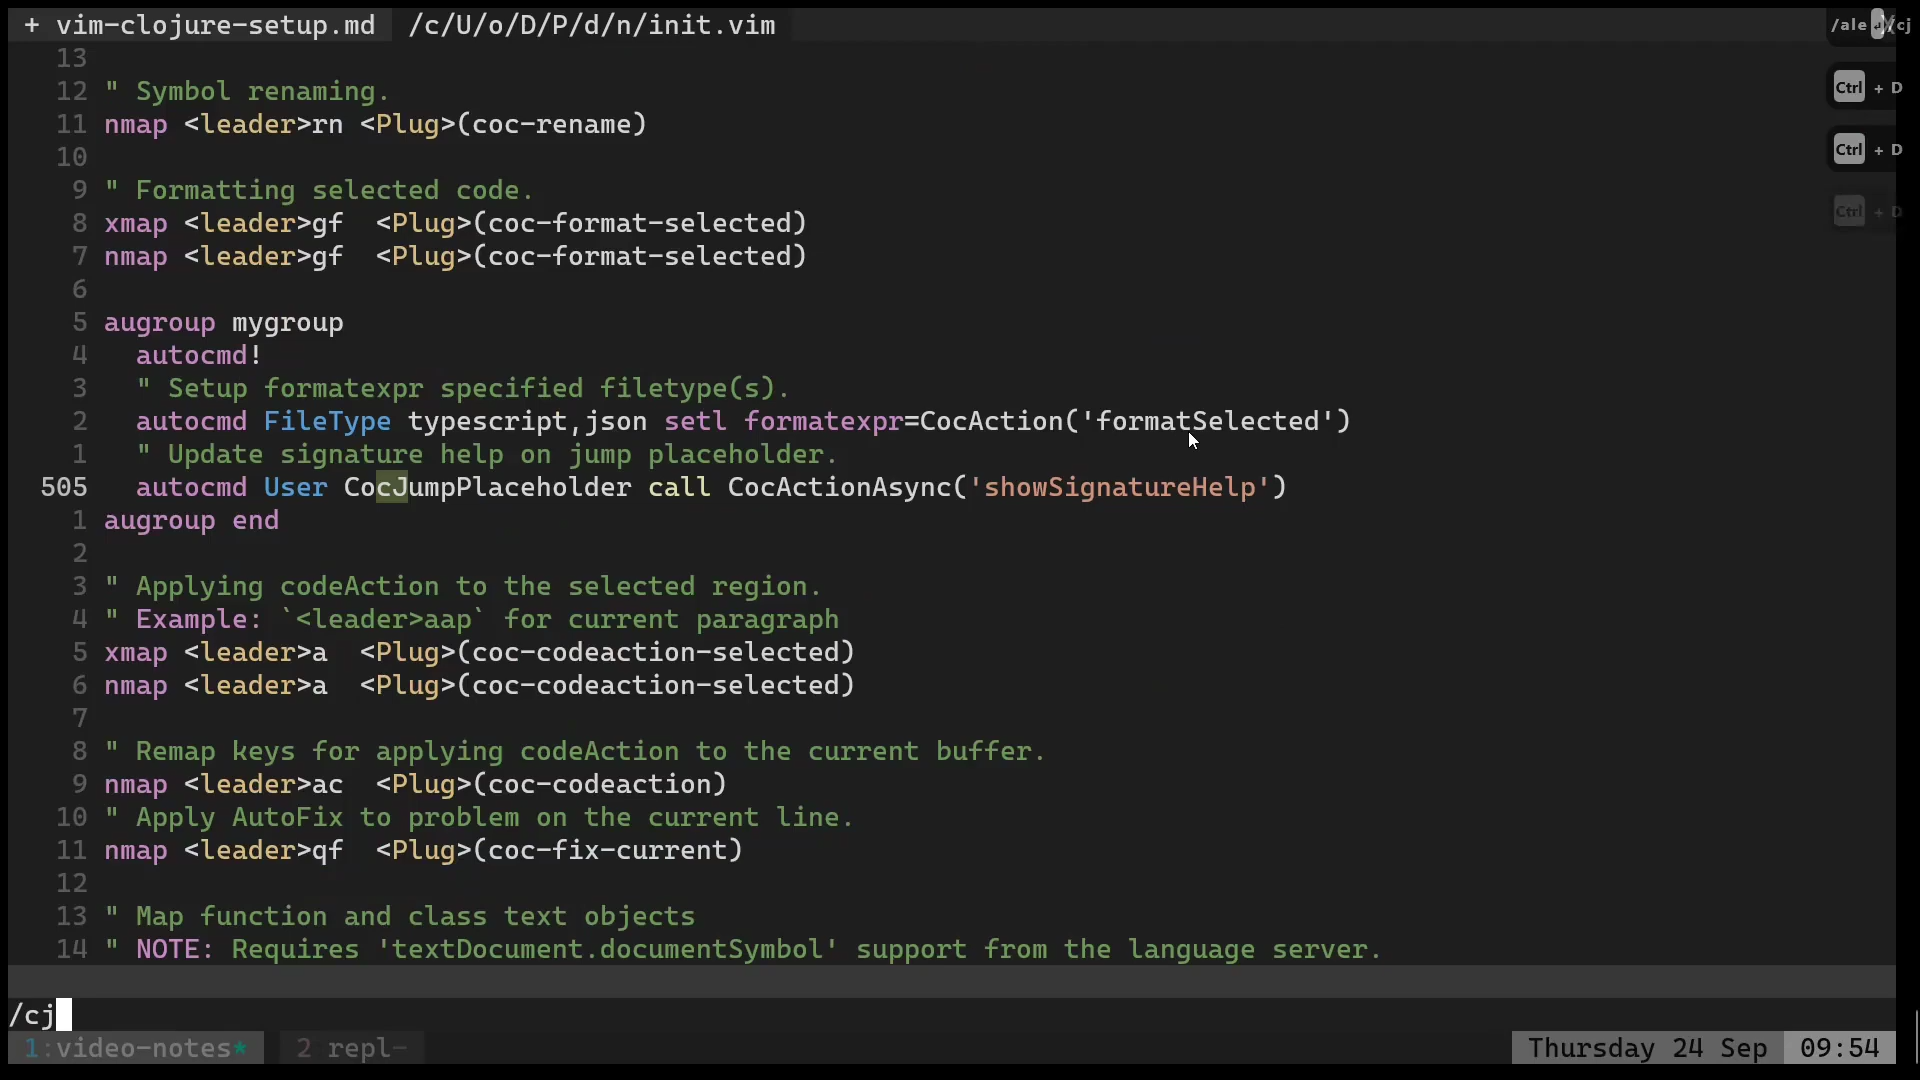 + vim-clojure-setup.md  /c/U/o/D/P/d/n/init.vim
/ale /cj
13
12 " Symbol renaming.
11 nmap <leader>rn <Plug>(coc-rename)
10
9 " Formatting selected code.
8 xmap <leader>gf  <Plug>(coc-format-selected)
7 nmap <leader>gf  <Plug>(coc-format-selected)
6
5 augroup mygroup
4   autocmd!
3   " Setup formatexpr specified filetype(s).
2   autocmd FileType typescript,json setl formatexpr=CocAction('formatSelected')
1   " Update signature help on jump placeholder.
505   autocmd User CocJumpPlaceholder call CocActionAsync('showSignatureHelp')
1 augroup end
2
3 " Applying codeAction to the selected region.
4 " Example: `<leader>aap` for current paragraph
5 xmap <leader>a  <Plug>(coc-codeaction-selected)
6 nmap <leader>a  <Plug>(coc-codeaction-selected)
7
8 " Remap keys for applying codeAction to the current buffer.
9 nmap <leader>ac  <Plug>(coc-codeaction)
10 " Apply AutoFix to problem on the current line.
11 nmap <leader>qf  <Plug>(coc-fix-current)
12
13 " Map function and class text objects
14 " NOTE: Requires 'textDocument.documentSymbol' support from the language server.
Ctrl + D
Ctrl + D
Ctrl + D
/cj
1:video-notes*  2 repl-
Thursday 24 Sep  09:54